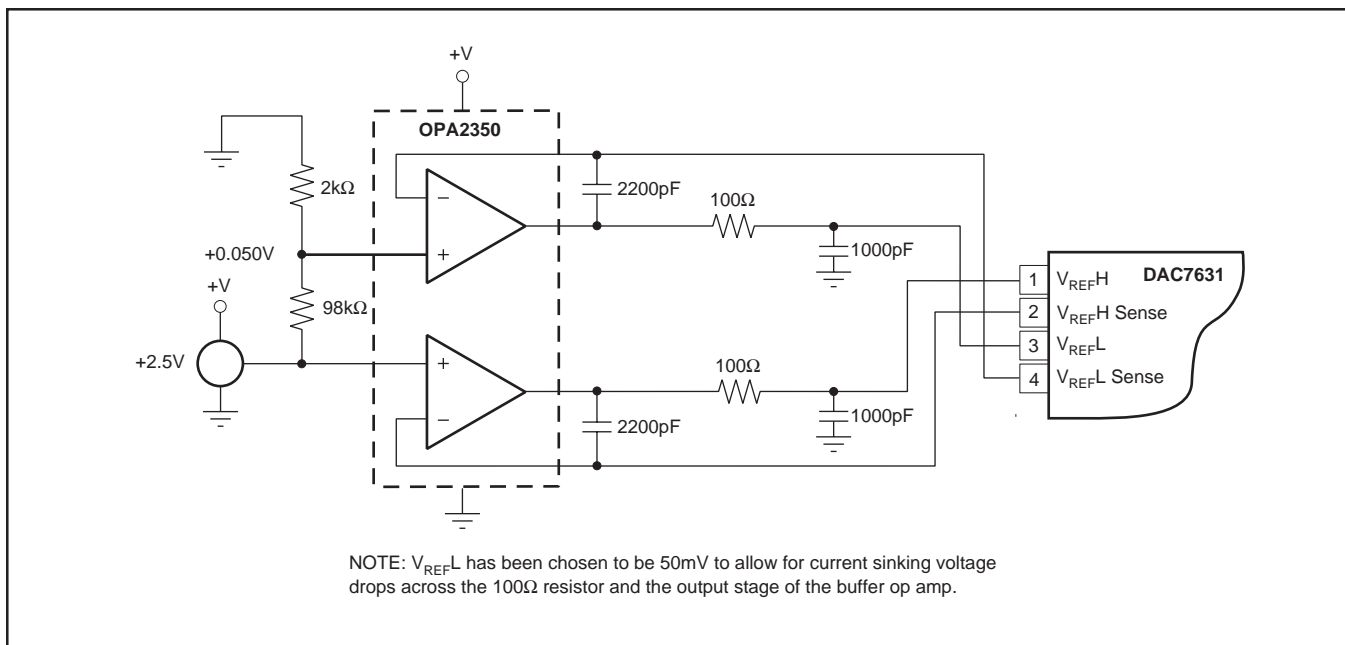 +V
OPA2350
2kΩ
2200pF
100Ω
−
+0.050V
+
1000pF
+V
98kΩ
DAC7631
1 VREFH
2 VREFH Sense
3 VREFL
4 VREFL Sense
+2.5V
+
100Ω
−
2200pF
1000pF
NOTE: VREFL has been chosen to be 50mV to allow for current sinking voltage
drops across the 100Ω resistor and the output stage of the buffer op amp.